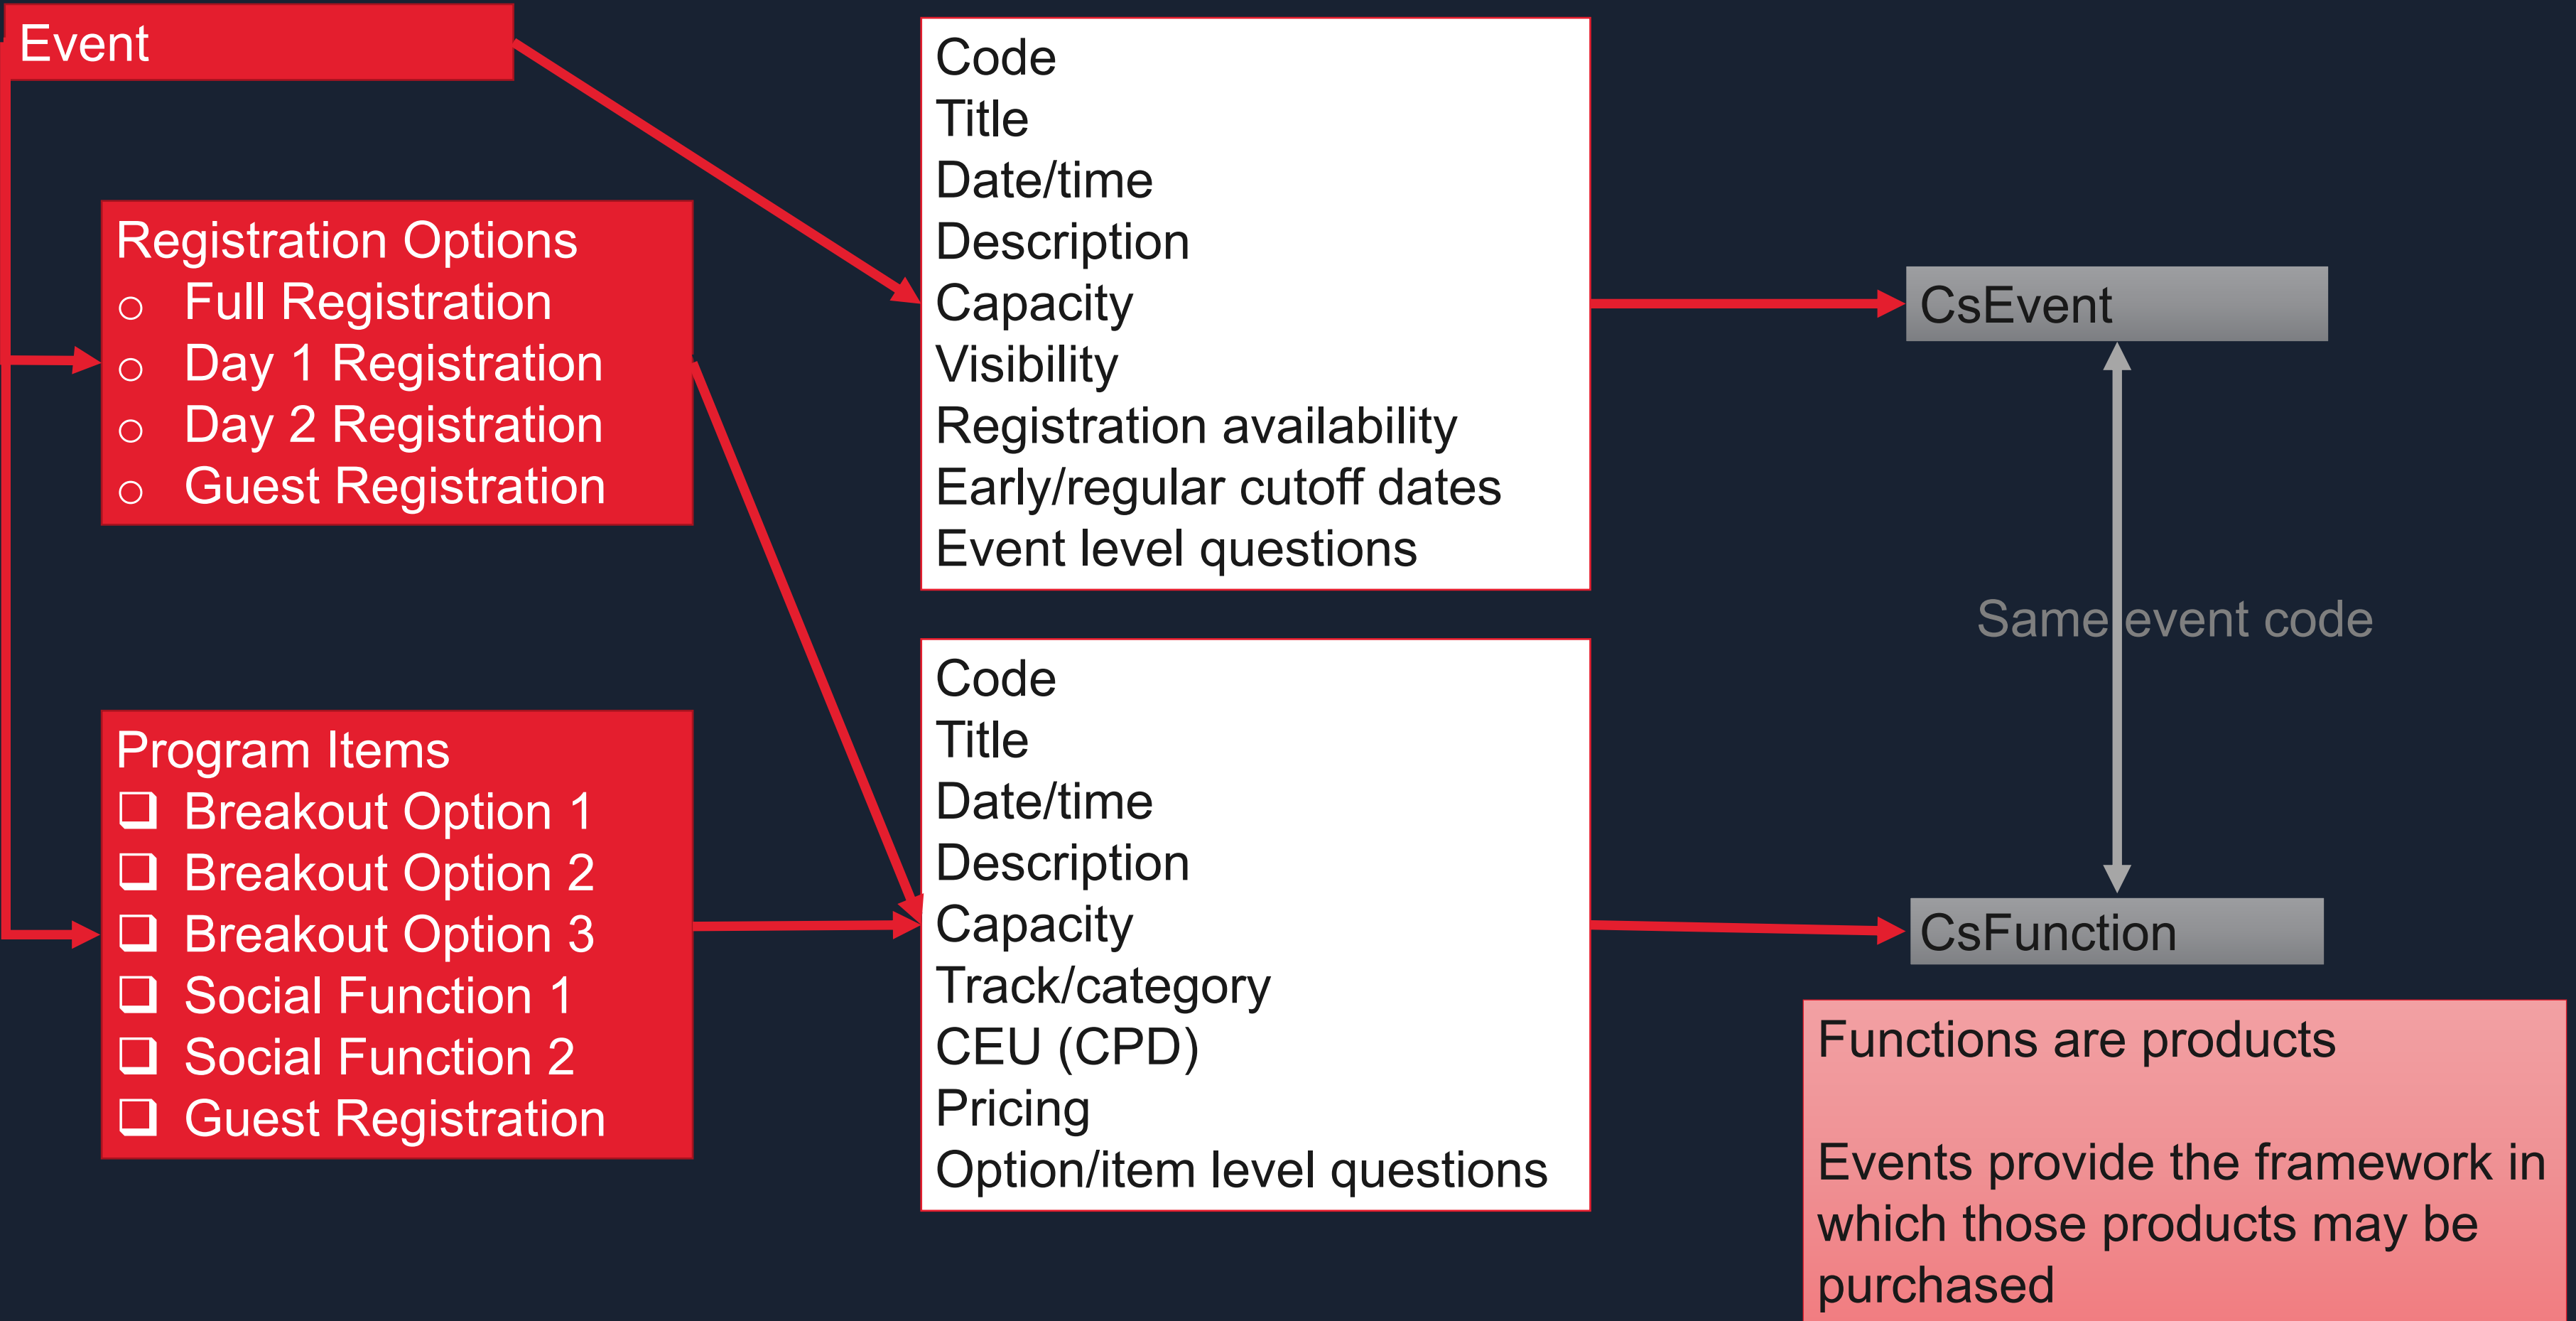 Event
Registration Options
Full Registration
Day 1 Registration
Day 2 Registration
Guest Registration
Program Items
Breakout Option 1
Breakout Option 2
Breakout Option 3
Social Function 1
Social Function 2
Guest Registration
Code
Title
Date/time
Description
Capacity
Visibility
Registration availability
Early/regular cutoff dates
Event level questions
Code
Title
Date/time
Description
Capacity
Track/category
CEU (CPD)
Pricing
Option/item level questions
CsEvent
Same event code
CsFunction
Functions are products
Events provide the framework in
which those products may be
purchased